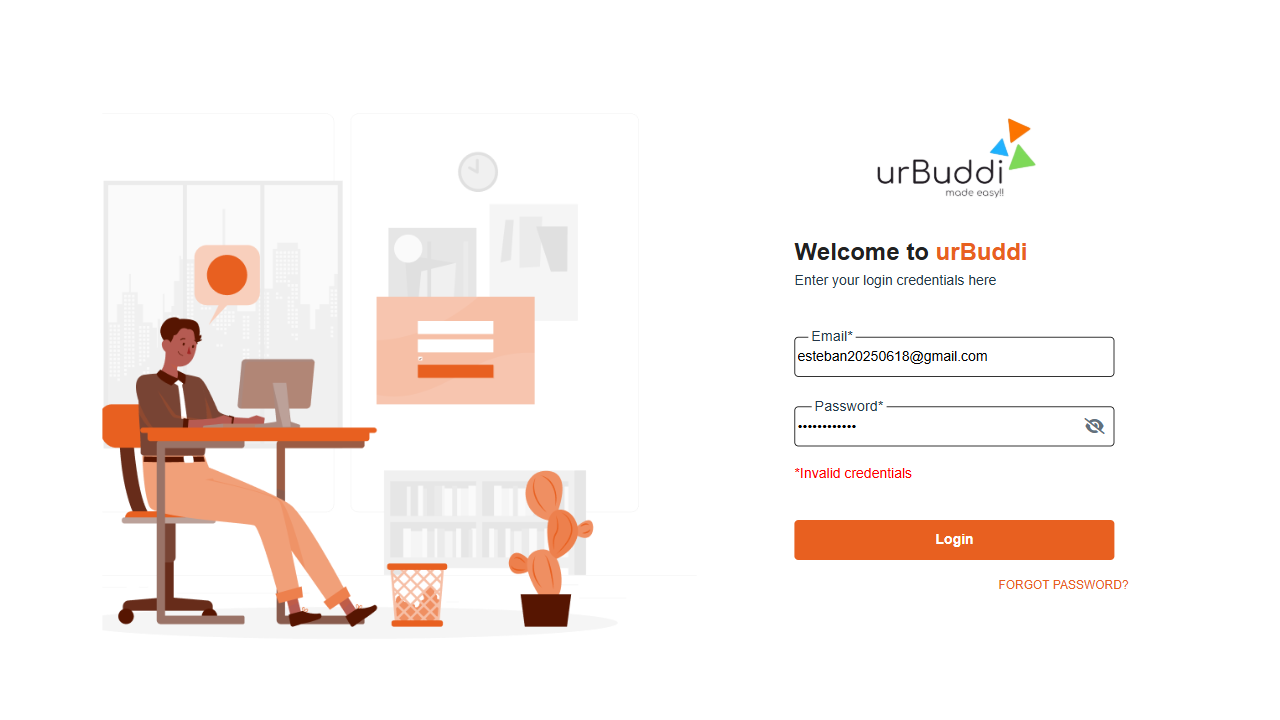 urBuddi
made easy!!
Welcome to urBuddi
Enter your login credentials here
Email*
esteban20250618@gmail.com
Password*
••••••••••••
*Invalid credentials
Login
FORGOT PASSWORD?